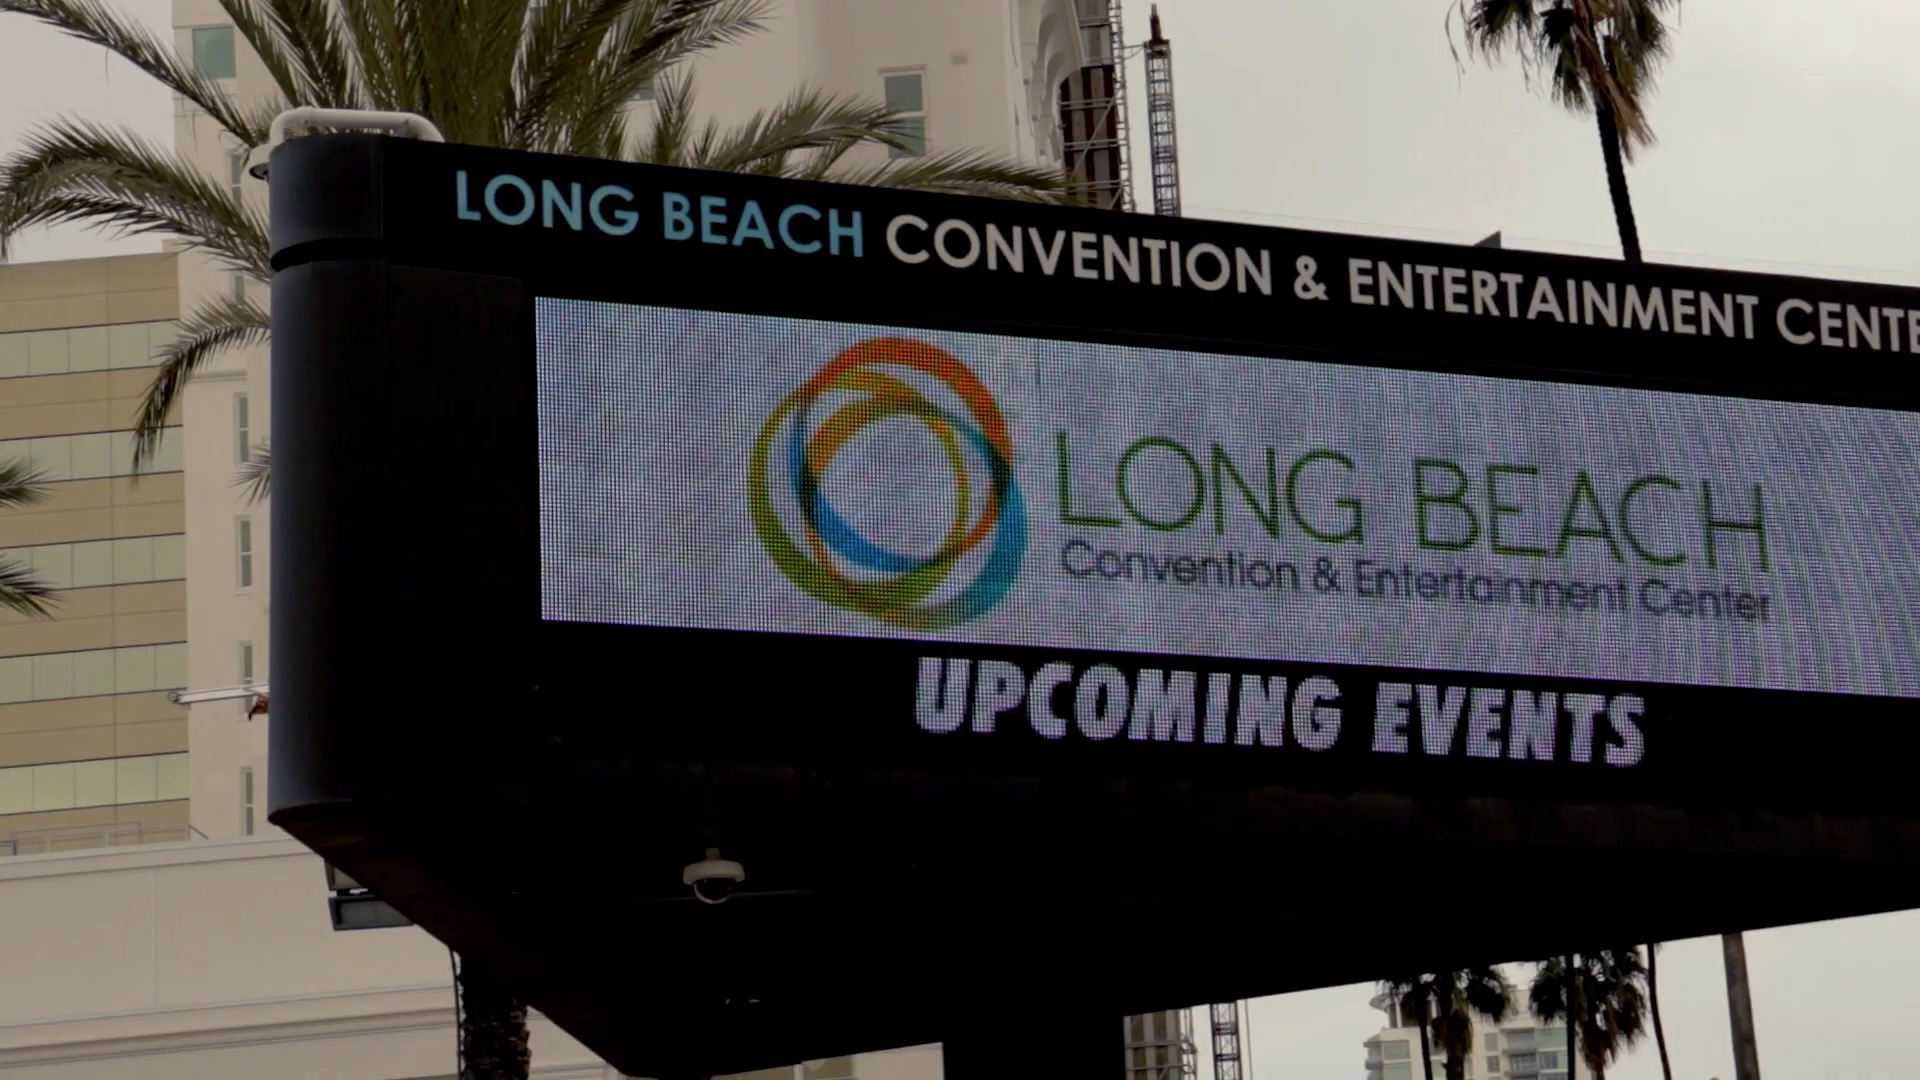 LONG BEACH CONVENTION & ENTERTAINMENT CENTE
LONG BEACH
Convention & Entertainment Center
UPCOMING EVENTS